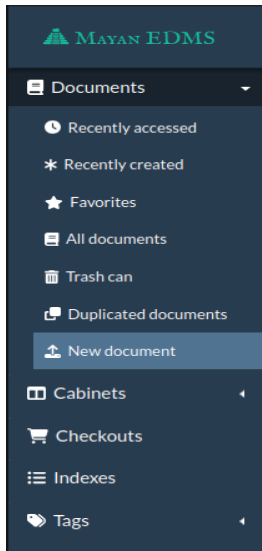 MAYAN EDMS
Documents
Recently accessed
Recently created
Favorites
All documents
Trash can
Duplicated documents
New document
Cabinets
Checkouts
Indexes
Tags